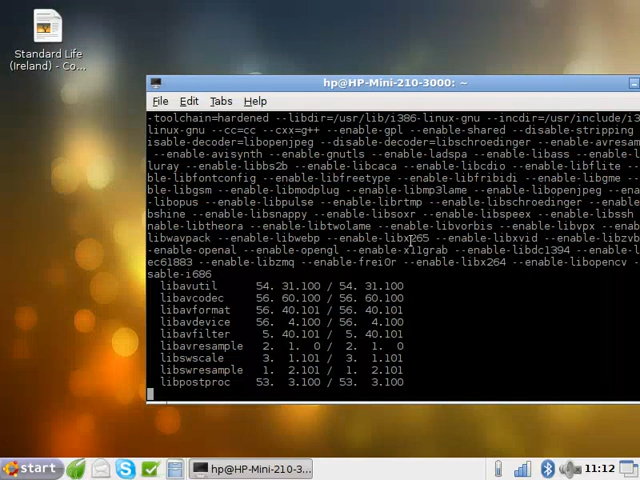 Standard Life
(Ireland) - Co...
hp@HP-Mini-210-3000: ~
File Edit Tabs Help
-toolchain=hardened --libdir=/usr/lib/i386-linux-gnu --incdir=/usr/include/i3
linux-gnu --cc=cc --cxx=g++ --enable-gpl --enable-shared --disable-stripping
isable-decoder=libopenjpeg --disable-decoder=libschroedinger --enable-avresam
--enable-avisynth --enable-gnutls --enable-ladspa --enable-libass --enable-l
luray --enable-libbs2b --enable-libcaca --enable-libcdio --enable-libflite --
ble-libfontconfig --enable-libfreetype --enable-libfribidi --enable-libgme --
ble-libgsm --enable-libmodplug --enable-libmp3lame --enable-libopenjpeg --ena
-libopus --enable-libpulse --enable-librtmp --enable-libschroedinger --enable
bshine --enable-libsnappy --enable-libsoxr --enable-libspeex --enable-libssh
nable-libtheora --enable-libtwolame --enable-libvorbis --enable-libvpx --enab
libwavpack --enable-libwebp --enable-libx265 --enable-libxvid --enable-libzvb
-enable-openal --enable-opengl --enable-x11grab --enable-libdc1394 --enable-l
ec61883 --enable-libzmq --enable-frei0r --enable-libx264 --enable-libopencv -
sable-i686
libavutil 54. 31.100 / 54. 31.100
libavcodec 56. 60.100 / 56. 60.100
libavformat 56. 40.101 / 56. 40.101
libavdevice 56. 4.100 / 56. 4.100
libavfilter 5. 40.101 / 5. 40.101
libavresample 2. 1. 0 / 2. 1. 0
libswscale 3. 1.101 / 3. 1.101
libswresample 1. 2.101 / 1. 2.101
libpostproc 53. 3.100 / 53. 3.100
start
hp@HP-Mini-210-3...
11:12